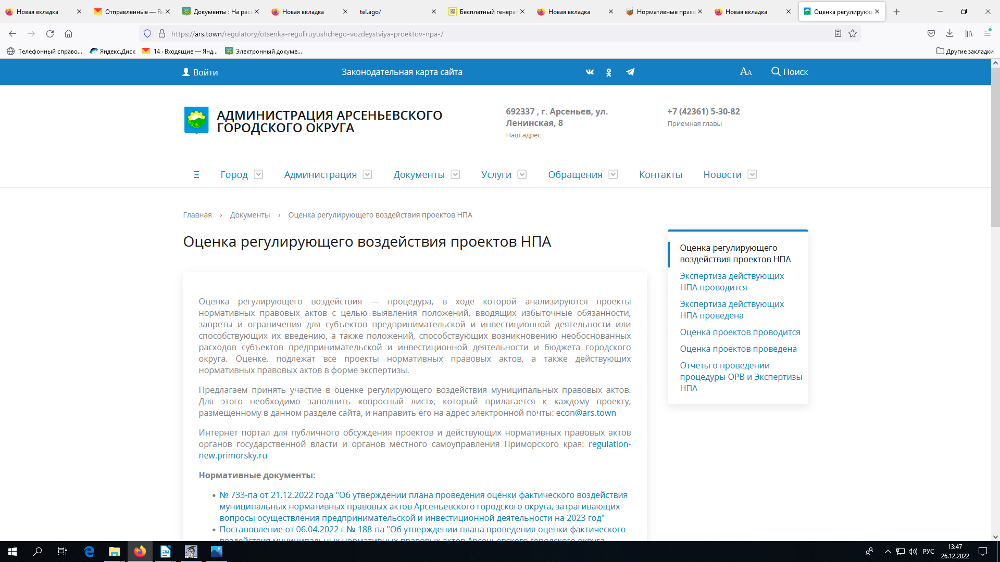 Новая вкладка
Отправленные — Ян
Документы : На расс
Новая вкладка
tel.ago/
Бесплатный генерат
Новая вкладка
Нормативные право
Новая вкладка
Оценка регулирующ
https://ars.town/regulatory/otsenka-reguliruyushchego-vozdeystviya-proektov-npa-/
Телефонный справо...
Яндекс.Диск
14 · Входящие — Янд...
Электронный докуме...
Другие закладки
Войти
Законодательная карта сайта
Aa
Поиск
АДМИНИСТРАЦИЯ АРСЕНЬЕВСКОГО
ГОРОДСКОГО ОКРУГА
692337 , г. Арсеньев, ул.
Ленинская, 8
Наш адрес
+7 (42361) 5-30-82
Приемная главы
Город
Администрация
Документы
Услуги
Обращения
Контакты
Новости
Главная › Документы › Оценка регулирующего воздействия проектов НПА
Оценка регулирующего воздействия проектов НПА
Оценка регулирующего воздействия — процедура, в ходе которой анализируются проекты
нормативных правовых актов с целью выявления положений, вводящих избыточные обязанности,
запреты и ограничения для субъектов предпринимательской и инвестиционной деятельности или
способствующих их введению, а также положений, способствующих возникновению необоснованных
расходов субъектов предпринимательской и инвестиционной деятельности и бюджета городского
округа. Оценке, подлежат все проекты нормативных правовых актов, а также действующих
нормативных правовых актов в форме экспертизы.
Предлагаем принять участие в оценке регулирующего воздействия муниципальных правовых актов.
Для этого необходимо заполнить «опросный лист», который прилагается к каждому проекту,
размещенному в данном разделе сайта, и направить его на адрес электронной почты: econ@ars.town
Интернет портал для публичного обсуждения проектов и действующих нормативных правовых актов
органов государственной власти и органов местного самоуправления Приморского края: regulation-
new.primorsky.ru
Нормативные документы:
• № 733-па от 21.12.2022 года "Об утверждении плана проведения оценки фактического воздействия
муниципальных нормативных правовых актов Арсеньевского городского округа, затрагивающих
вопросы осуществления предпринимательской и инвестиционной деятельности на 2023 год"
• Постановление от 06.04.2022 г № 188-па "Об утверждении плана проведения оценки фактического
воздействия муниципальных нормативных правовых актов Арсеньевского городского округа,
Оценка регулирующего
воздействия проектов НПА
Экспертиза действующих
НПА проводится
Экспертиза действующих
НПА проведена
Оценка проектов проводится
Оценка проектов проведена
Отчеты о проведении
процедуры ОРВ и Экспертизы
НПА
РУС
13:47
26.12.2022